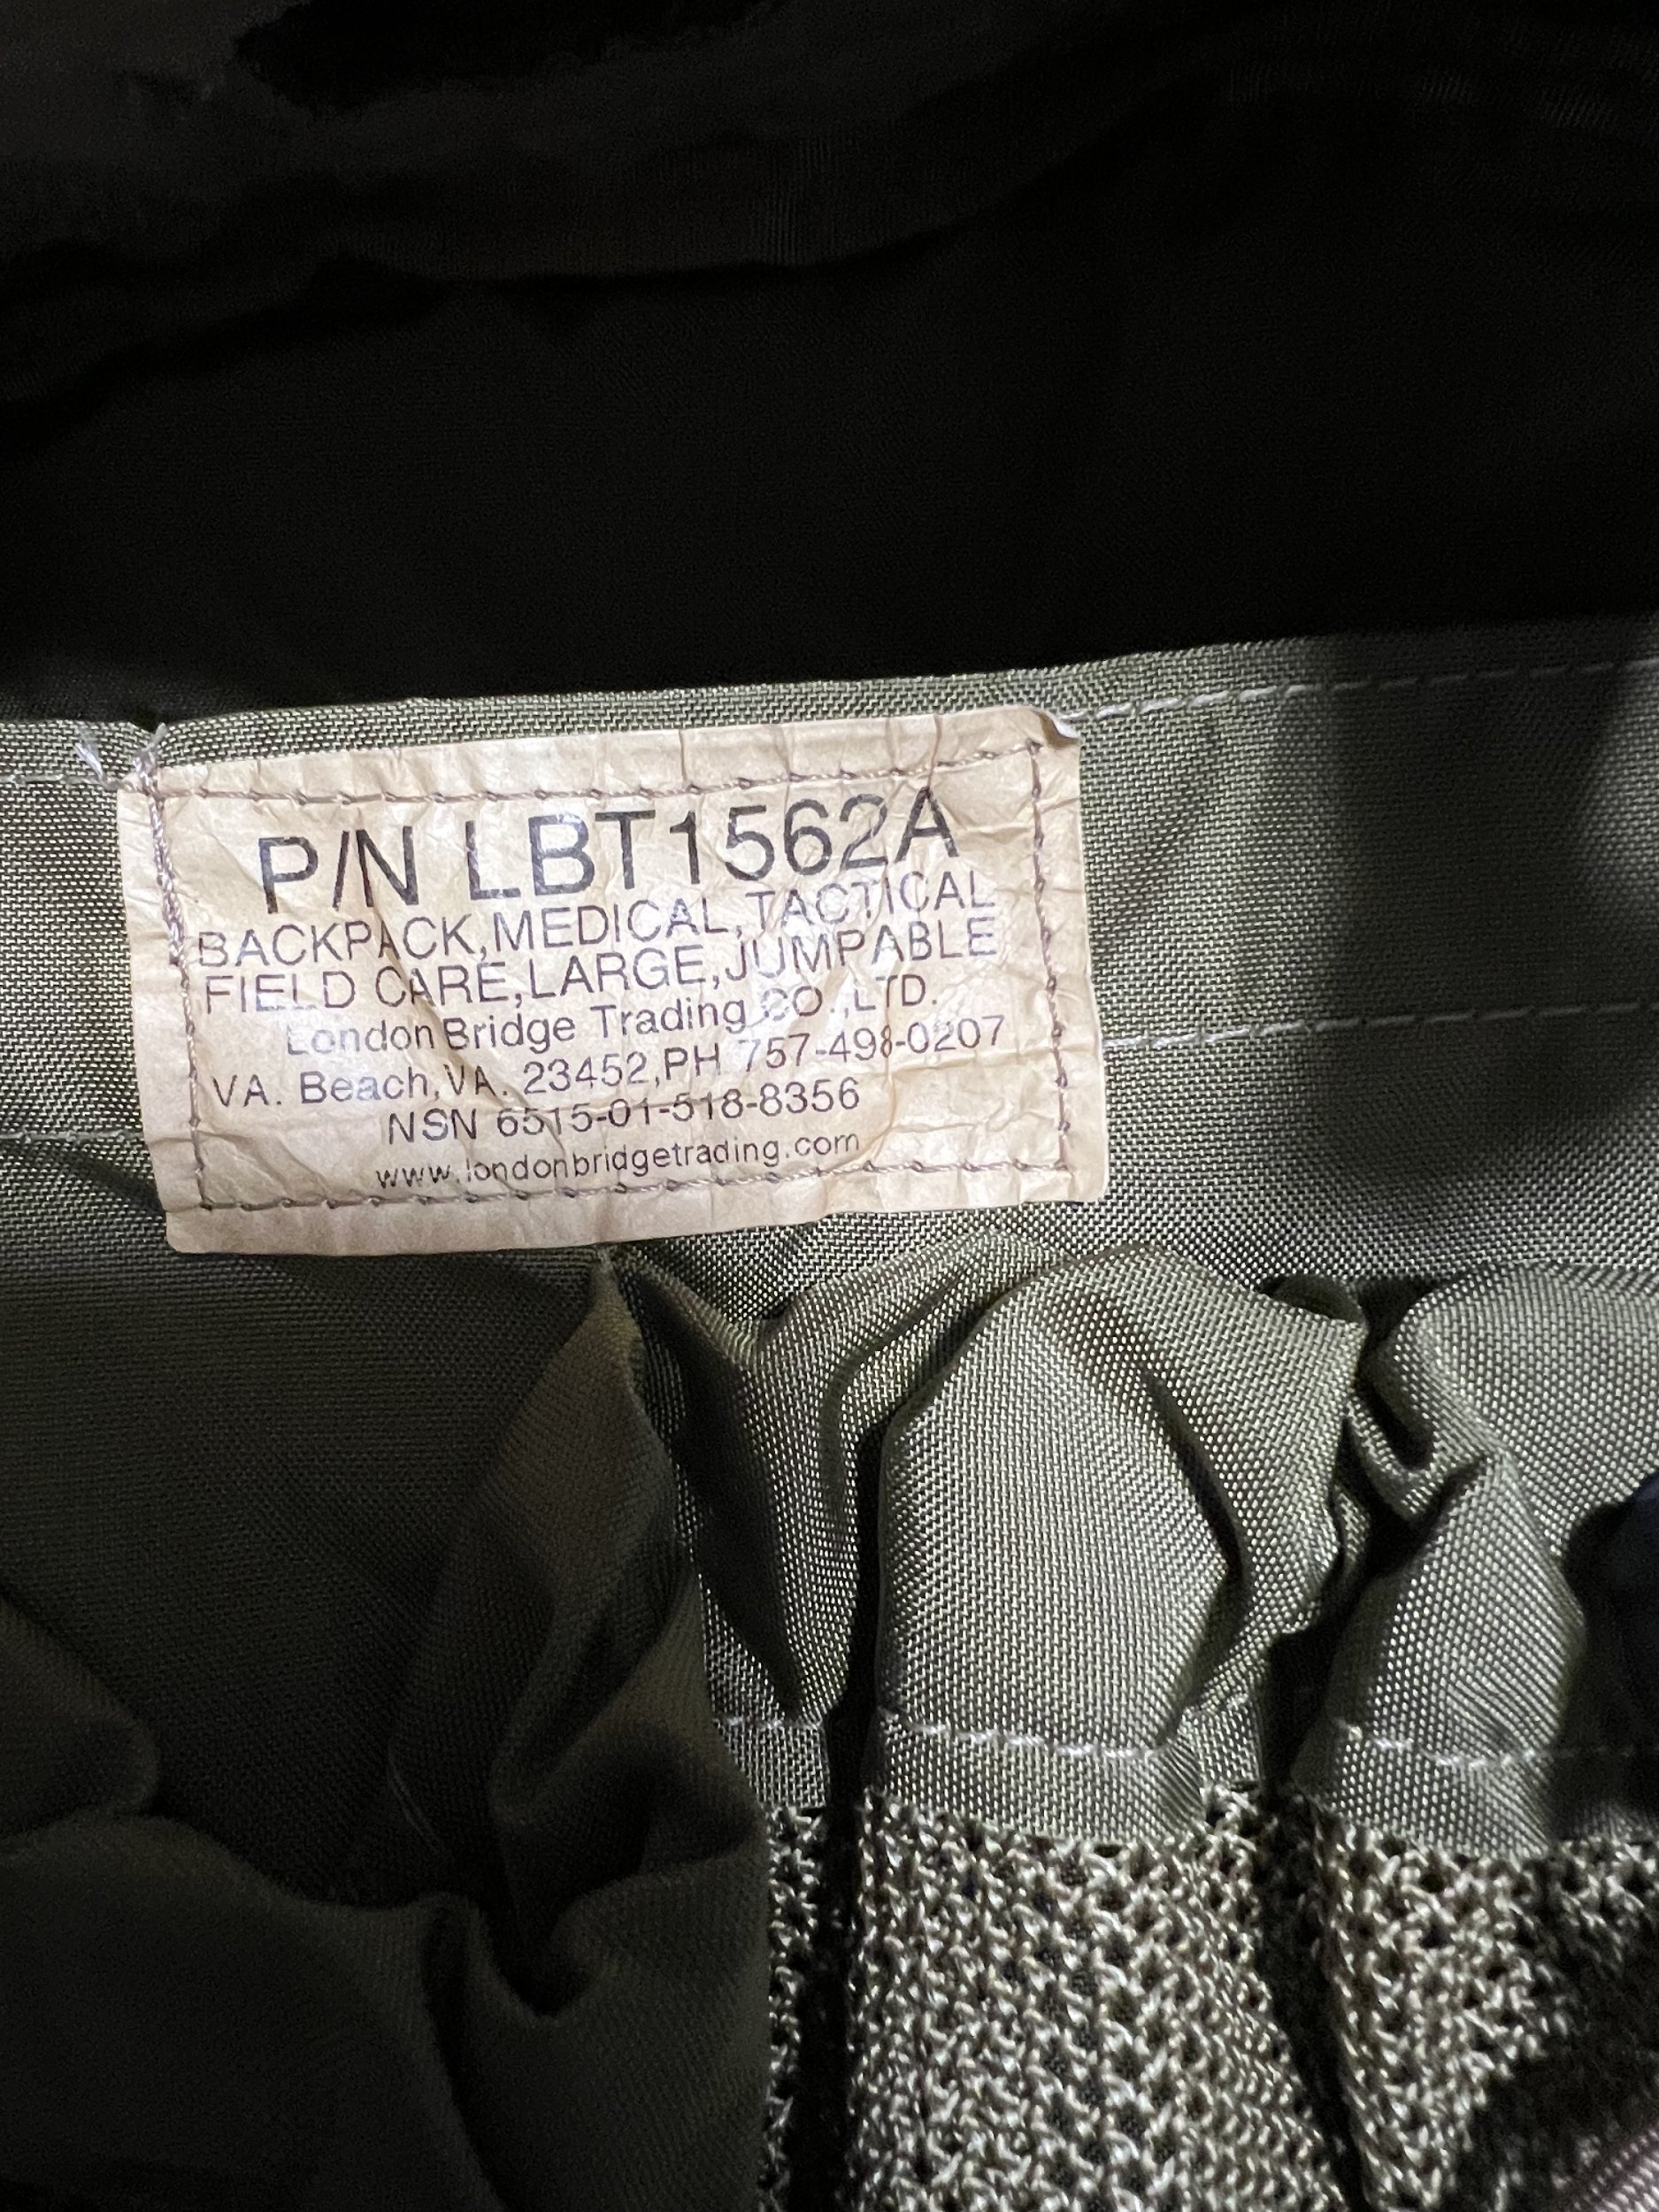 P/N LBT1562A
BACKPACK,MEDICAL,TACTICAL
FIELD CARE,LARGE,JUMPABLE
London Bridge Trading CO.,LTD.
VA. Beach,VA. 23452,PH 757-498-0207
NSN 6515-01-518-8356
www.londonbridgetrading.com